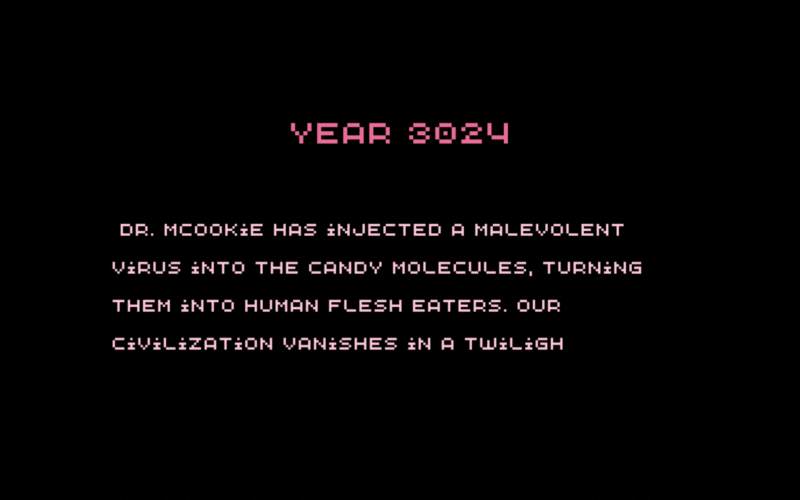 YEAR 3024
DR. MCOOKiE HAS iNJECTED A MALEVOLENT
ViRUS iNTO THE CANDY MOLECULES, TURNiNG
THEM iNTO HUMAN FLESH EATERS. OUR
CiViLiZATiON VANiSHES iN A TWiLiGH